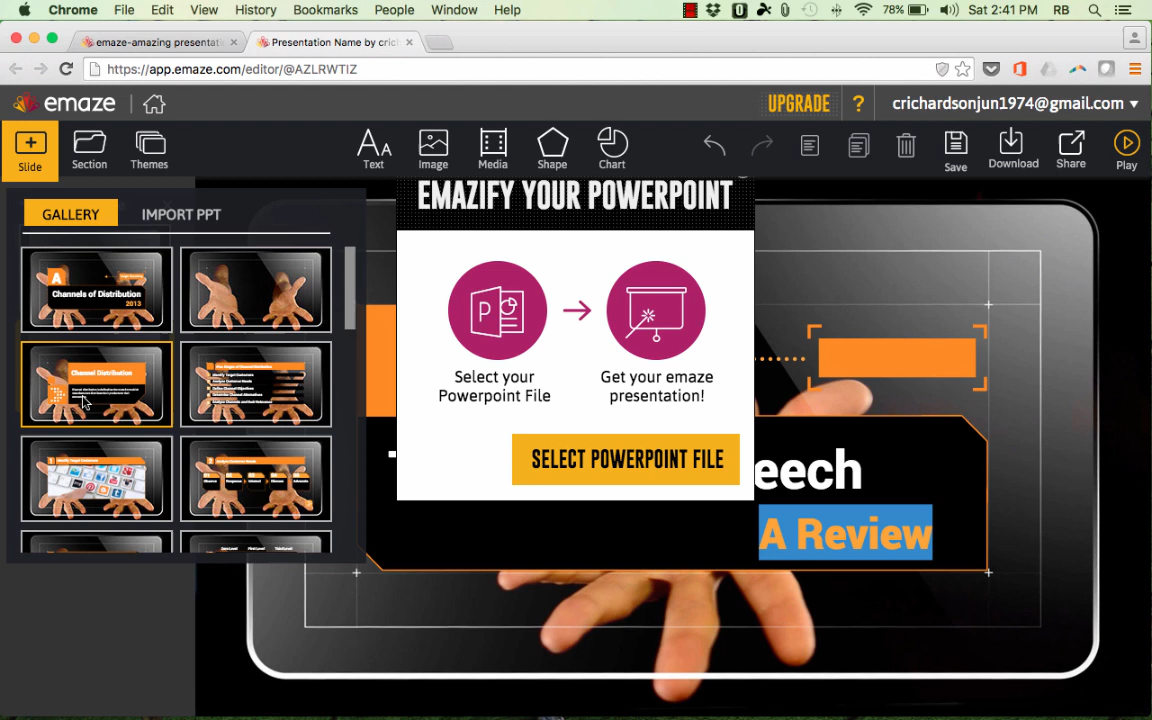 Chrome File Edit View History Bookmarks People Window Help 78% Sat 2:41 PM RB
emaze-amazing presentati
Presentation Name by cric
https://app.emaze.com/editor/@AZLRWTIZ
emaze UPGRADE ? crichardsonjun1974@gmail.com
Slide Section Themes Text Image Media Shape Chart Save Download Share Play
GALLERY IMPORT PPT
EMAZIFY YOUR POWERPOINT
A
Channels of Distribution
2013
Channel Distribution
Select your
Powerpoint File
Get your emaze
presentation!
SELECT POWERPOINT FILE
eech
A Review